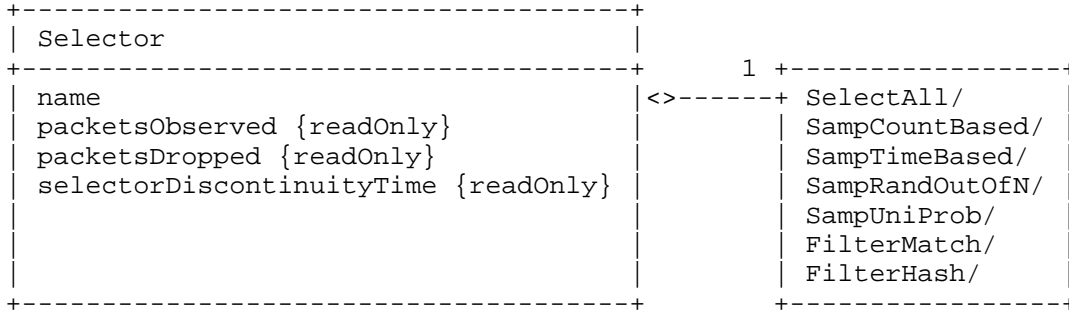 +--------------------------------------+
| Selector                             |
+--------------------------------------+      1 +-----------------+
| name                                 |<>------+ SelectAll/      |
| packetsObserved {readOnly}           |        | SampCountBased/ |
| packetsDropped {readOnly}            |        | SampTimeBased/  |
| selectorDiscontinuityTime {readOnly} |        | SampRandOutOfN/ |
|                                      |        | SampUniProb/    |
|                                      |        | FilterMatch/    |
|                                      |        | FilterHash/     |
+--------------------------------------+        +-----------------+